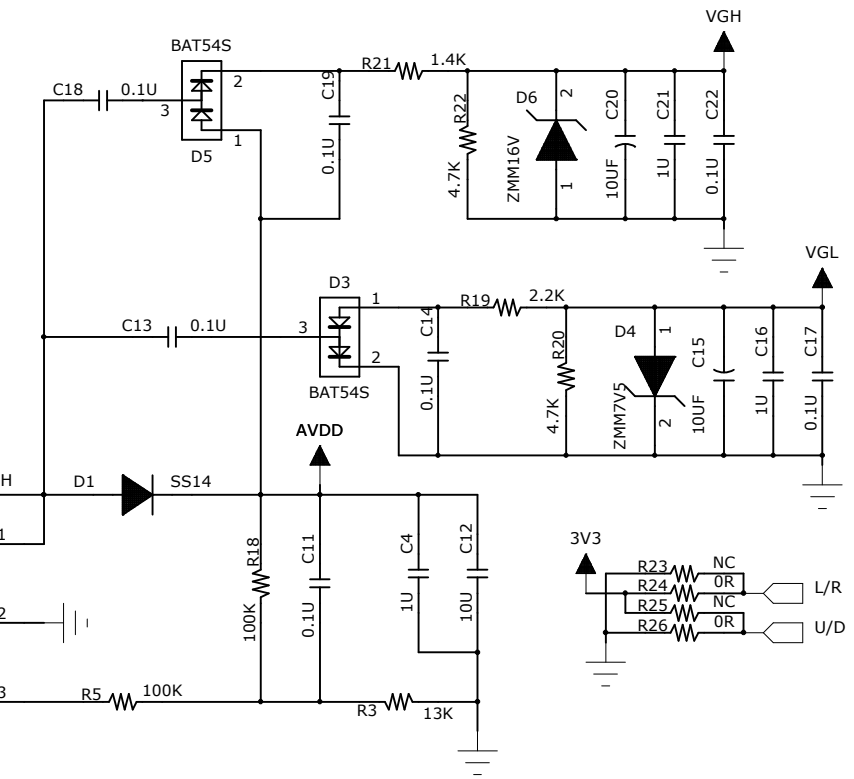 VGH
BAT54S
R21 1.4K
C18 0.1U
2
3
1
D5
C19
0.1U
R22
4.7K
D6
2
1
ZMM16V
C20
10UF
C21
1U
C22
0.1U
VGL
D3
C13 0.1U
3
1
2
BAT54S
C14
0.1U
R19 2.2K
R20
4.7K
D4
1
2
ZMM7V5
C15
10UF
C16
1U
C17
0.1U
AVDD
H
D1 SS14
1
R18
100K
C11
0.1U
C4
1U
C12
10U
2
3
R5 100K
R3 13K
3V3
R23 NC
R24 0R
L/R
R25 NC
R26 0R
U/D